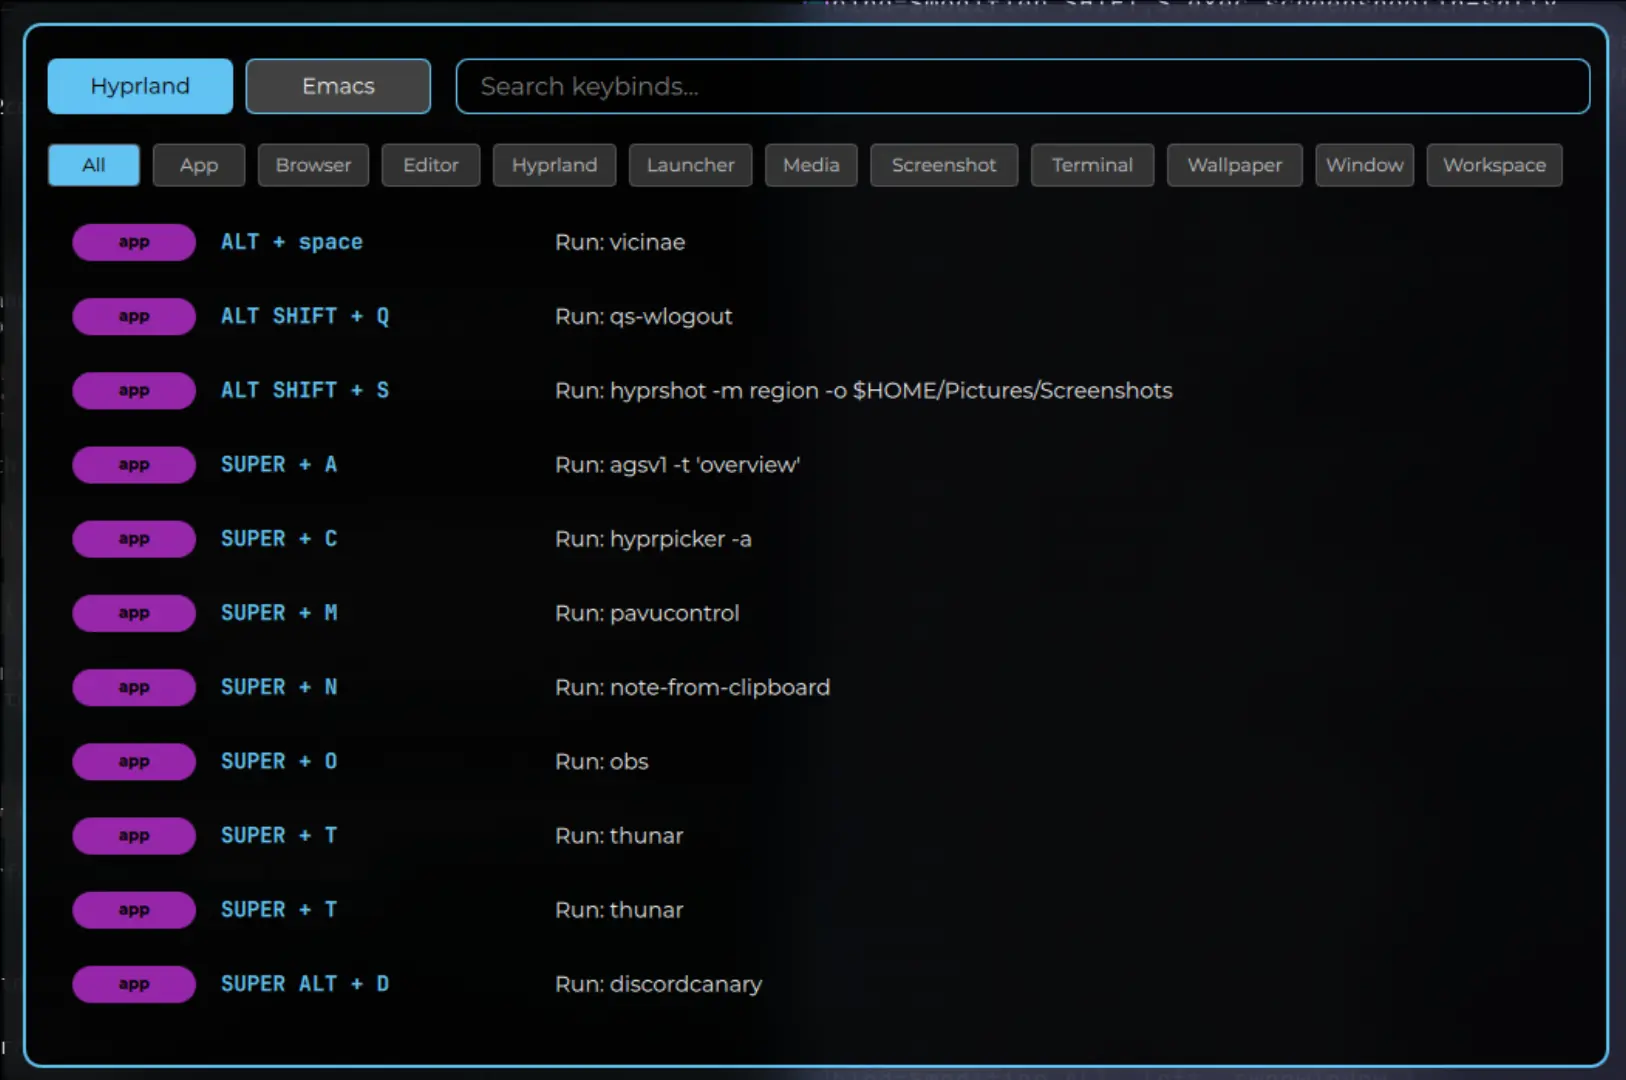 Hyprland Emacs Search keybinds...
All App Browser Editor Hyprland Launcher Media Screenshot Terminal Wallpaper Window Workspace
app ALT + space Run: vicinae
app ALT SHIFT + Q Run: qs-wlogout
app ALT SHIFT + S Run: hyprshot -m region -o $HOME/Pictures/Screenshots
app SUPER + A Run: agsv1 -t 'overview'
app SUPER + C Run: hyprpicker -a
app SUPER + M Run: pavucontrol
app SUPER + N Run: note-from-clipboard
app SUPER + O Run: obs
app SUPER + T Run: thunar
app SUPER + T Run: thunar
app SUPER ALT + D Run: discordcanary